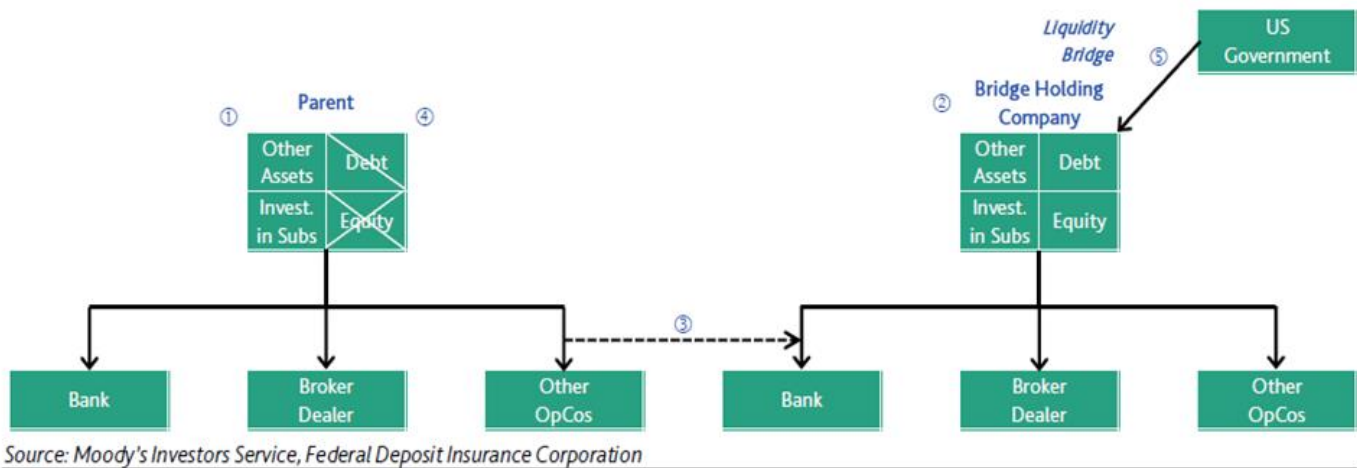 Liquidity
Bridge
⑤
US
Government
Parent
①
④
②
Bridge Holding
Company
Other
Assets
Debt
Invest.
in Subs
Equity
Other
Assets
Debt
Invest.
in Subs
Equity
③
Bank
Broker
Dealer
Other
OpCos
Bank
Broker
Dealer
Other
OpCos
Source: Moody's Investors Service, Federal Deposit Insurance Corporation